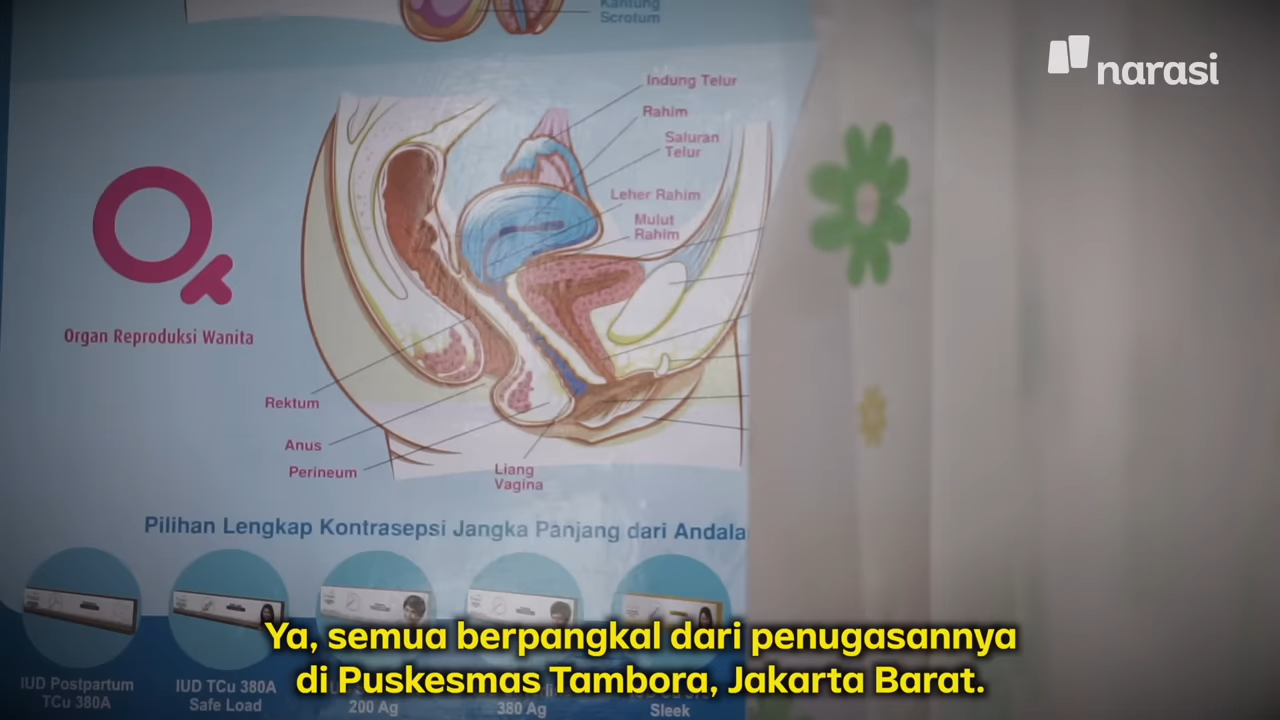 Kantung
Scrotum
narasi
Indung Telur
Rahim
Saluran
Telur
Leher Rahim
Mulut
Rahim
Organ Reproduksi Wanita
Rektum
Anus
Perineum
Liang
Vagina
Pilihan Lengkap Kontrasepsi Jangka Panjang dari Andala
Ya, semua berpangkal dari penugasannya
di Puskesmas Tambora, Jakarta Barat.
IUD Postpartum
TCu 380A
IUD TCu 380A
Safe Load
200 Ag
380 Ag
Sleek